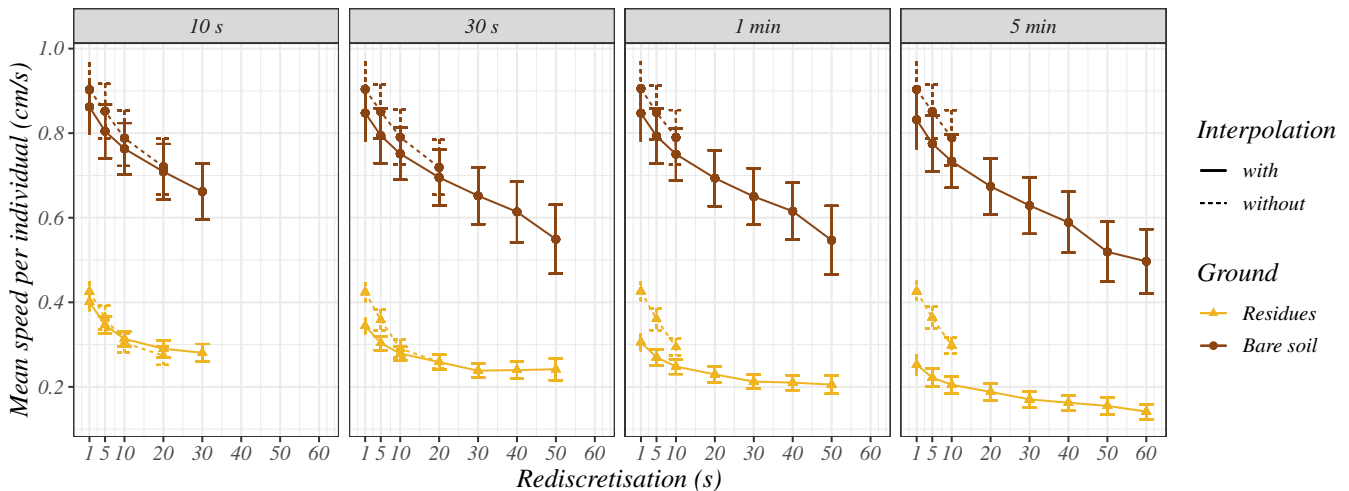 10 s 30 s 1 min 5 min
Mean speed per individual (cm/s)
1.0
0.8
0.6
0.4
0.2
1 5 10 20 30 40 50 60 1 5 10 20 30 40 50 60 1 5 10 20 30 40 50 60 1 5 10 20 30 40 50 60
Rediscretisation (s)
Interpolation
with
without
Ground
Residues
Bare soil